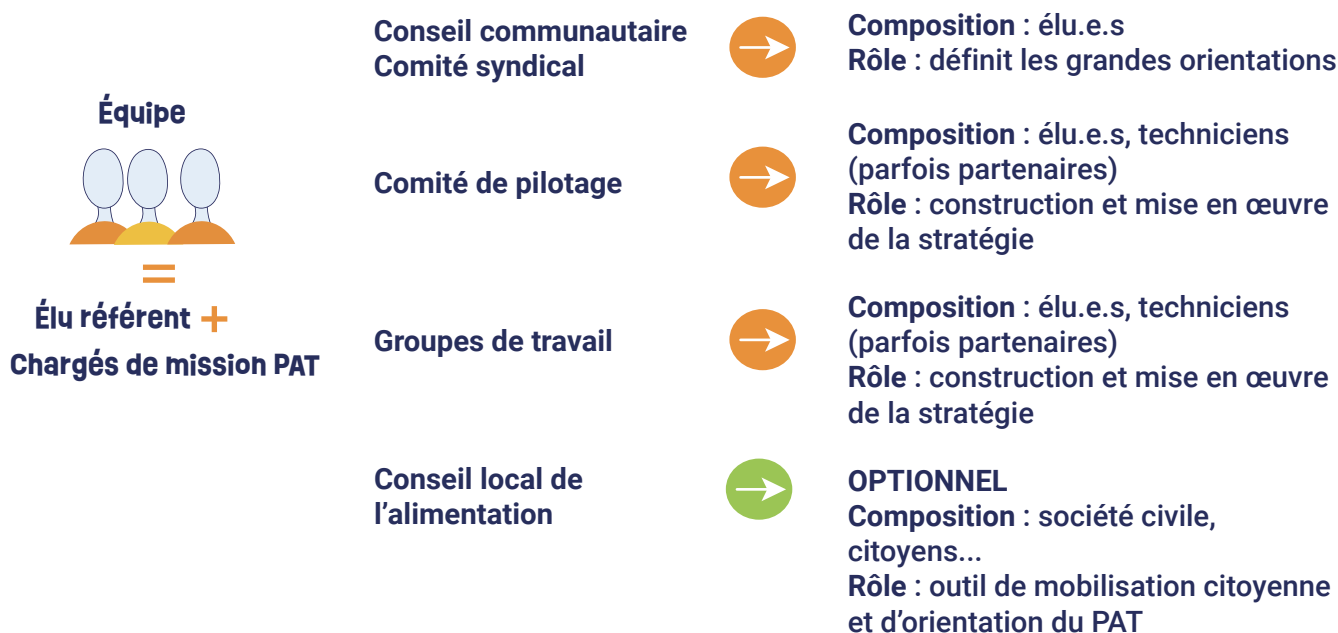 Équipe
=
Élu référent +
Chargés de mission PAT
Conseil communautaire
Comité syndical
Composition : élu.e.s
Rôle : définit les grandes orientations
Comité de pilotage
Composition : élu.e.s, techniciens
(parfois partenaires)
Rôle : construction et mise en œuvre
de la stratégie
Groupes de travail
Composition : élu.e.s, techniciens
(parfois partenaires)
Rôle : construction et mise en œuvre
de la stratégie
Conseil local de
l’alimentation
OPTIONNEL
Composition : société civile,
citoyens...
Rôle : outil de mobilisation citoyenne
et d’orientation du PAT